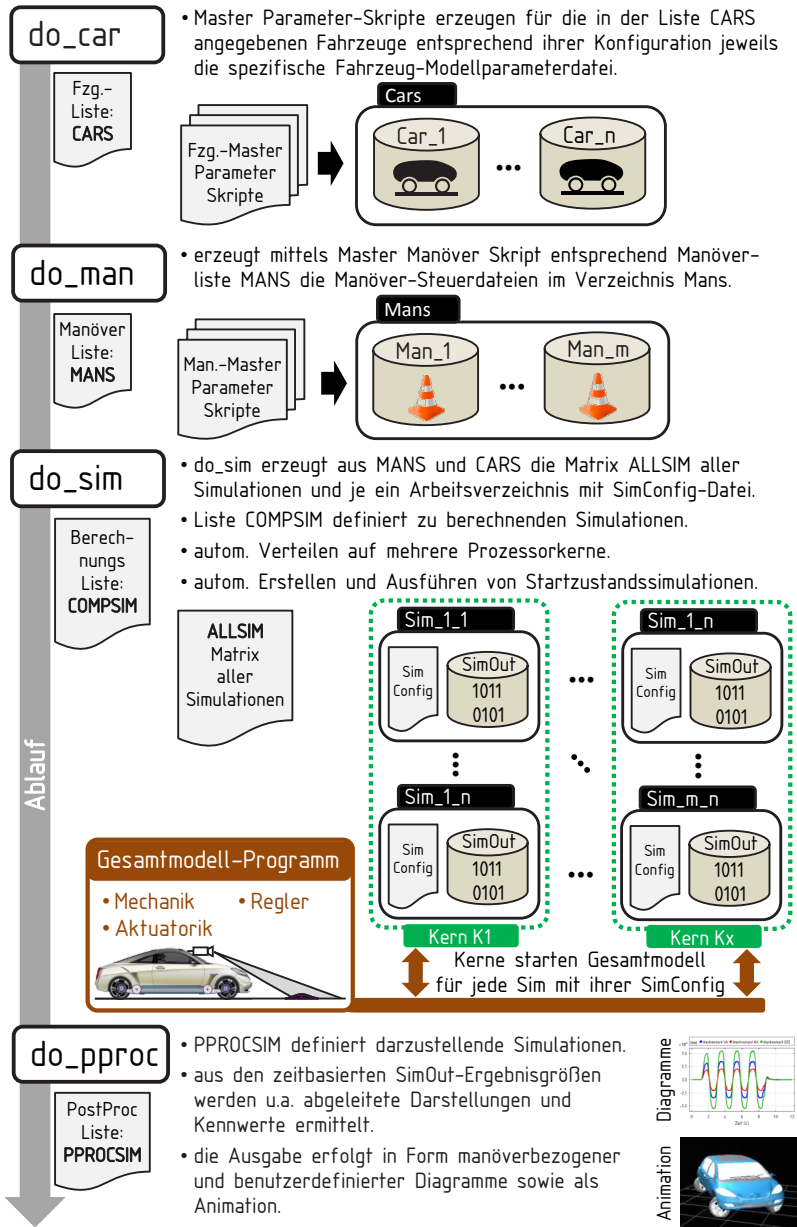 do_car
• Master Parameter-Skripte erzeugen für die in der Liste CARS
angegebenen Fahrzeuge entsprechend ihrer Konfiguration jeweils
die spezifische Fahrzeug-Modellparameterdatei.
Fzg.-
Liste:
CARS
Fzg.-Master
Parameter
Skripte
Cars
Car_1
...
Car_n
do_man
• erzeugt mittels Master Manöver Skript entsprechend Manöver-
liste MANS die Manöver-Steuerdateien im Verzeichnis Mans.
Manöver
Liste:
MANS
Man.-Master
Parameter
Skripte
Mans
Man_1
...
Man_m
do_sim
• do_sim erzeugt aus MANS und CARS die Matrix ALLSIM aller
Simulationen und je ein Arbeitsverzeichnis mit SimConfig-Datei.
• Liste COMPSIM definiert zu berechnenden Simulationen.
• autom. Verteilen auf mehrere Prozessorkerne.
• autom. Erstellen und Ausführen von Startzustandssimulationen.
Berech-
nungs
Liste:
COMPSIM
ALLSIM
Matrix
aller
Simulationen
Sim_1_1
Sim
Config
SimOut
1011
0101
...
Sim_1_n
Sim
Config
SimOut
1011
0101
Sim_1_n
Sim
Config
SimOut
1011
0101
...
Sim_m_n
Sim
Config
SimOut
1011
0101
Kern K1
Kern Kx
Kerne starten Gesamtmodell
für jede Sim mit ihrer SimConfig
Gesamtmodell-Programm
• Mechanik
• Regler
• Aktuatorik
Ablauf
do_pproc
• PPROCSIM definiert darzustellende Simulationen.
• aus den zeitbasierten SimOut-Ergebnisgrößen
werden u.a. abgeleitete Darstellungen und
Kennwerte ermittelt.
• die Ausgabe erfolgt in Form manöverbezogener
und benutzerdefinierter Diagramme sowie als
Animation.
PostProc
Liste:
PPROCSIM
Diagramme
Zeit [s]
0 2 4 6 8 10 12
Animation